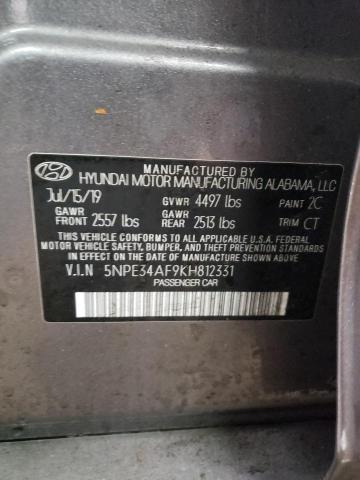 MANUFACTURED BY
HYUNDAI MOTOR MANUFACTURING ALABAMA, LLC
Jul/15/19 GVWR 4497 lbs PAINT 2C
GAWR FRONT 2557 lbs GAWR REAR 2513 lbs TRIM CT
THIS VEHICLE CONFORMS TO ALL APPLICABLE U.S.A. FEDERAL MOTOR
VEHICLE SAFETY, BUMPER, AND THEFT PREVENTION STANDARDS
IN EFFECT ON THE DATE OF MANUFACTURE SHOWN ABOVE.
V.I.N 5NPE34AF9KH812331
PASSENGER CAR